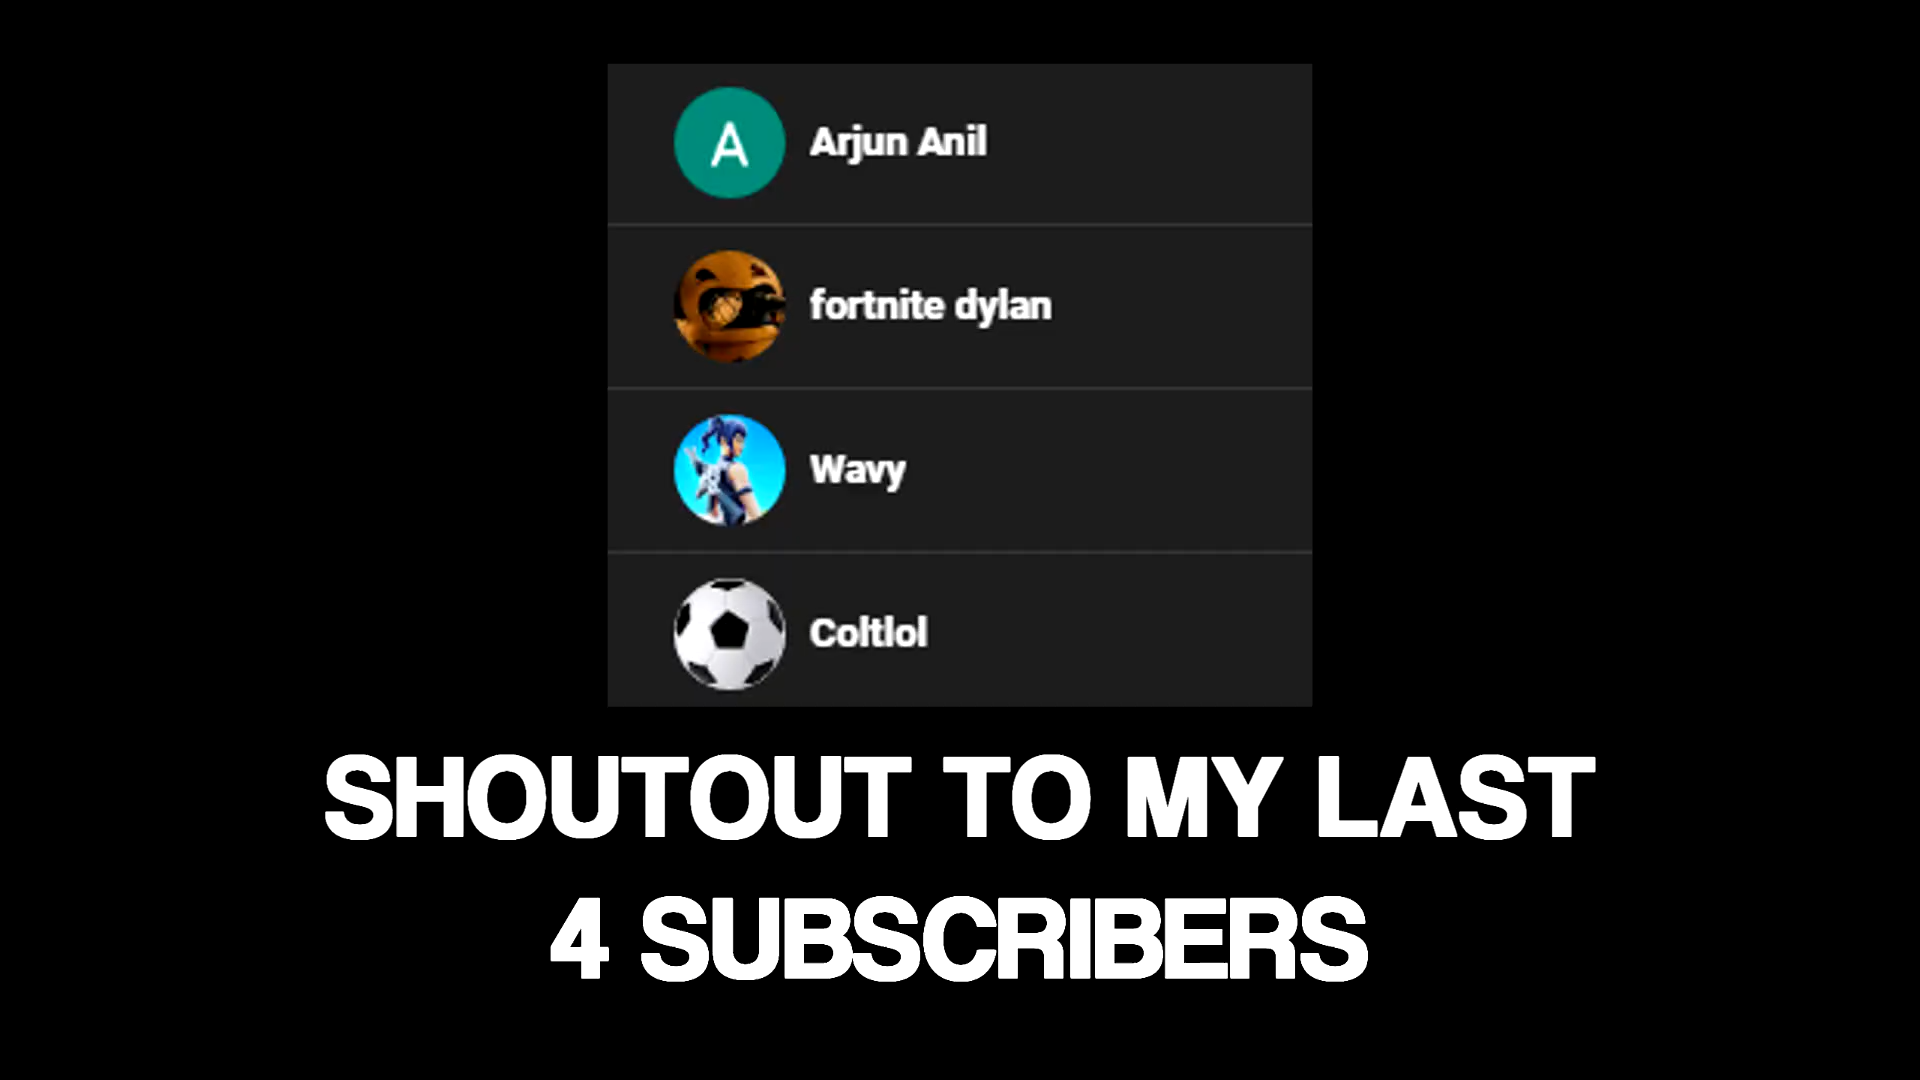 A
Arjun Anil
fortnite dylan
Wavy
Coltlol
SHOUTOUT TO MY LAST
4 SUBSCRIBERS